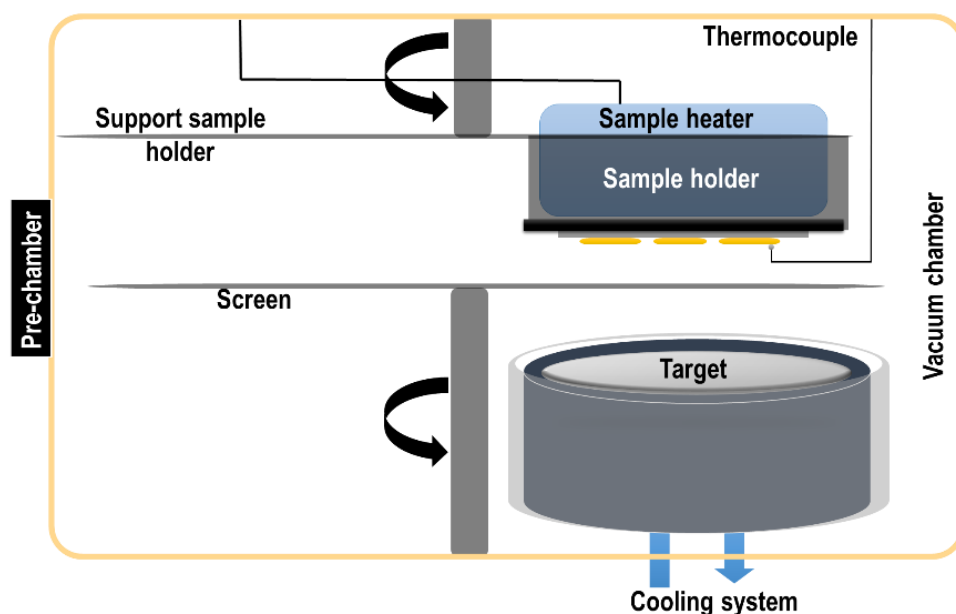 Thermocouple
Support sample
holder
Sample heater
Sample holder
Pre-chamber
Screen
Vacuum chamber
Target
Cooling system